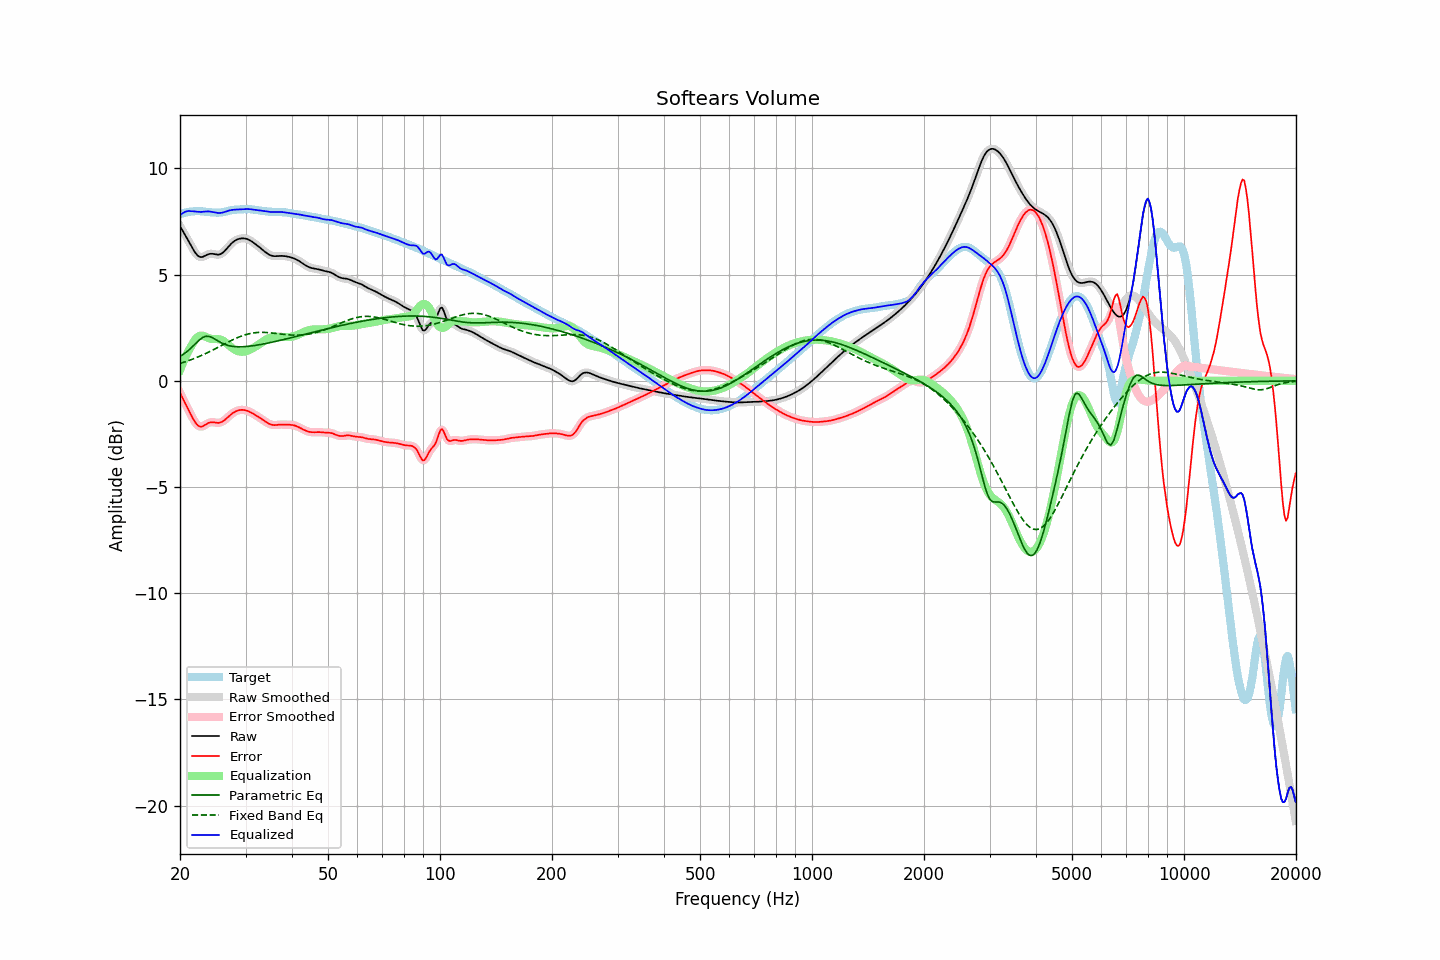 Softears Volume
Amplitude (dBr)
10
5
0
−5
−10
−15
−20
Target
Raw Smoothed
Error Smoothed
Raw
Error
Equalization
Parametric Eq
Fixed Band Eq
Equalized
20 50 100 200 500 1000 2000 5000 10000 20000
Frequency (Hz)